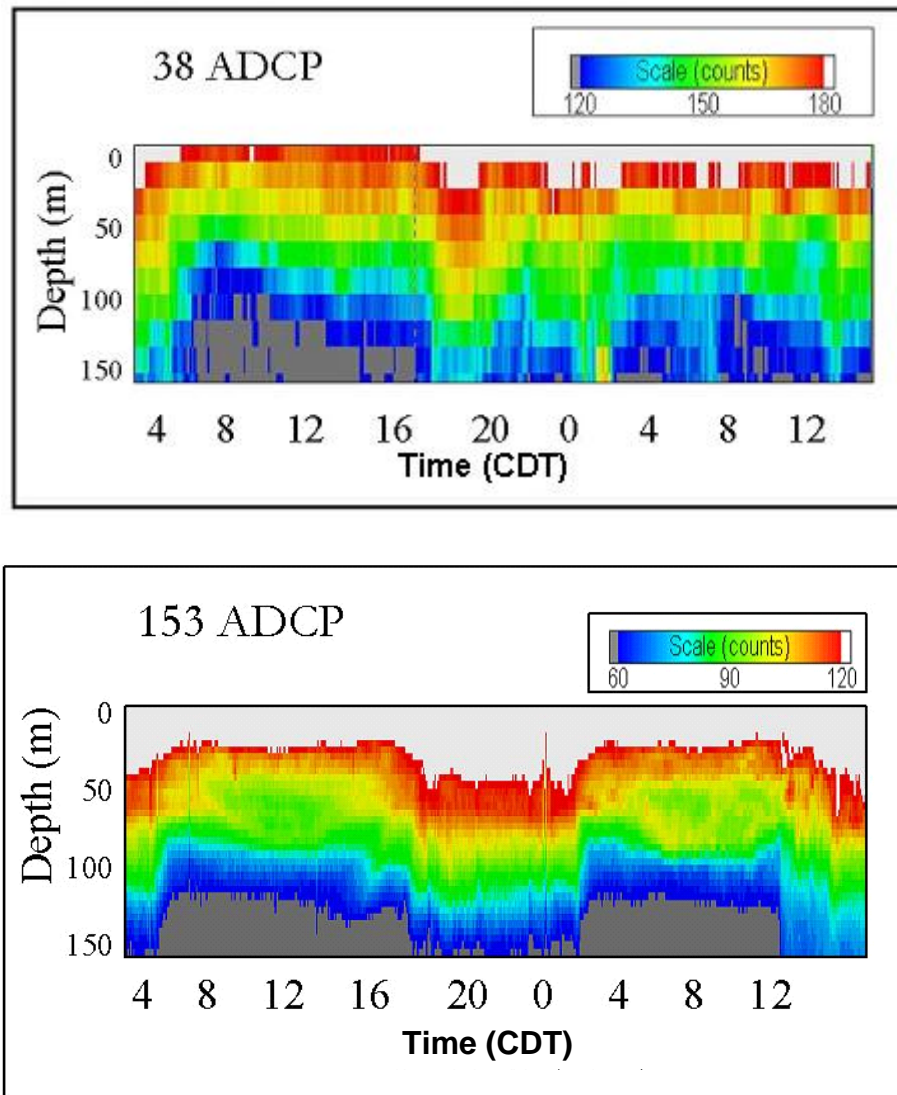 38 ADCP
Scale (counts)
120 150 180
Depth (m)
0
50
100
150
4 8 12 16 20 0 4 8 12
Time (CDT)
153 ADCP
Scale (counts)
60 90 120
Depth (m)
0
50
100
150
4 8 12 16 20 0 4 8 12
Time (CDT)